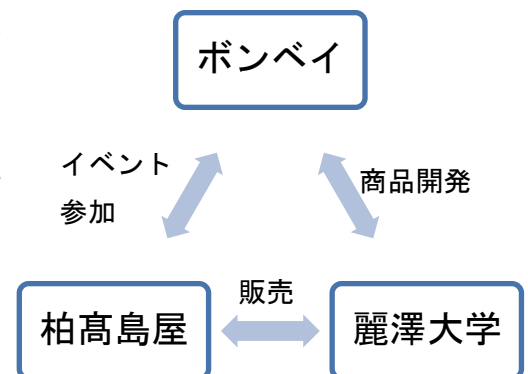 ボンベイ
イベント
参加
商品開発
販売
柏髙島屋
麗澤大学